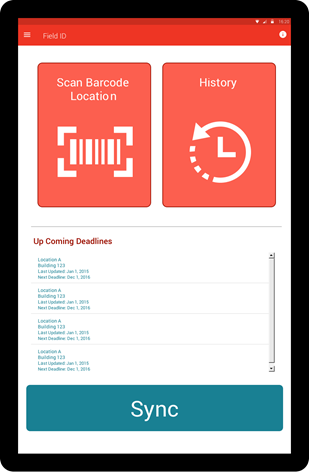 15:20
Field ID
Scan Barcode
Location
History
Up Coming Deadlines
Location A
Building 123
Last Updated: Jan 1, 2015
Next Deadline: Dec 1, 2016
Location A
Building 123
Last Updated: Jan 1, 2015
Next Deadline: Dec 1, 2016
Location A
Building 123
Last Updated: Jan 1, 2015
Next Deadline: Dec 1, 2016
Location A
Building 123
Last Updated: Jan 1, 2015
Next Deadline: Dec 1, 2016
Sync